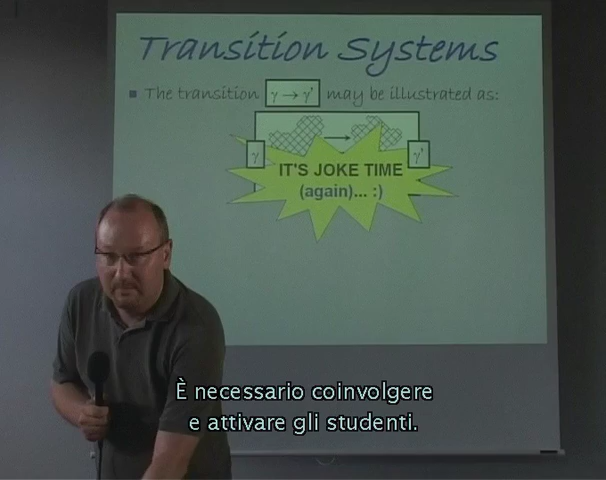 Transition Systems
The transition γ → γ' may be illustrated as:
γ
γ'
IT'S JOKE TIME
(again)... :)
È necessario coinvolgere
e attivare gli studenti.